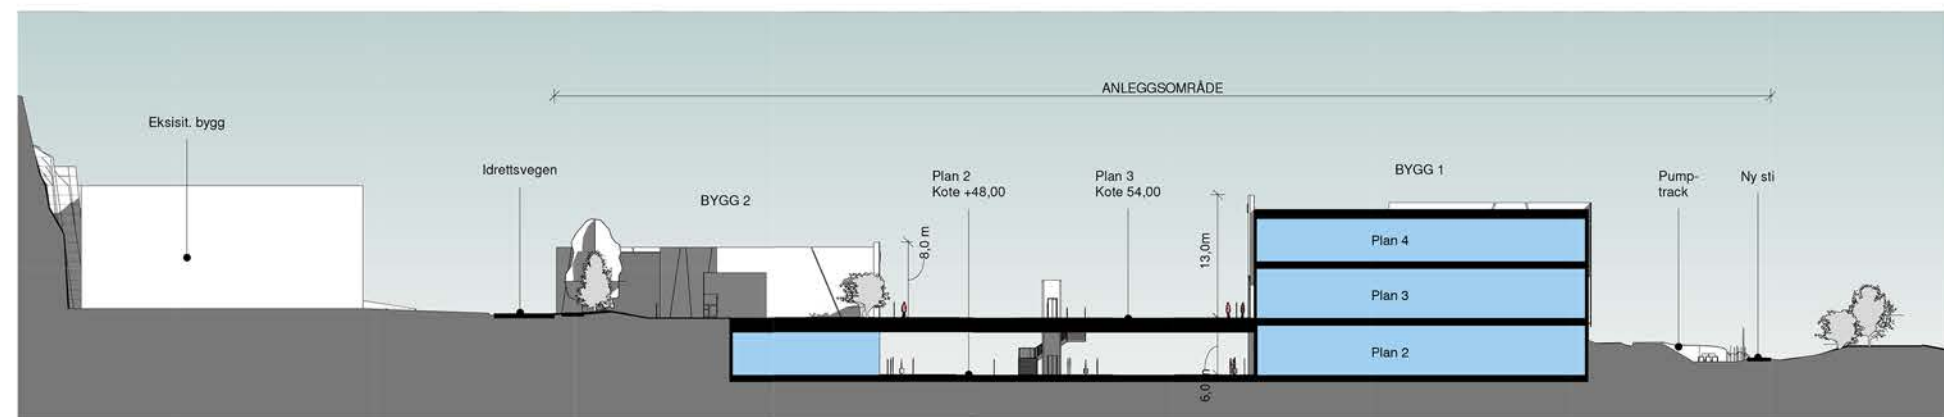 ANLEGGSOMRÅDE
Eksisit. bygg
Idrettsvegen
BYGG 2
Plan 2
Kote +48,00
Plan 3
Kote 54,00
BYGG 1
Pump-
track
Ny sti
8,0 m
13,0m
Plan 4
Plan 3
Plan 2
6,0 m